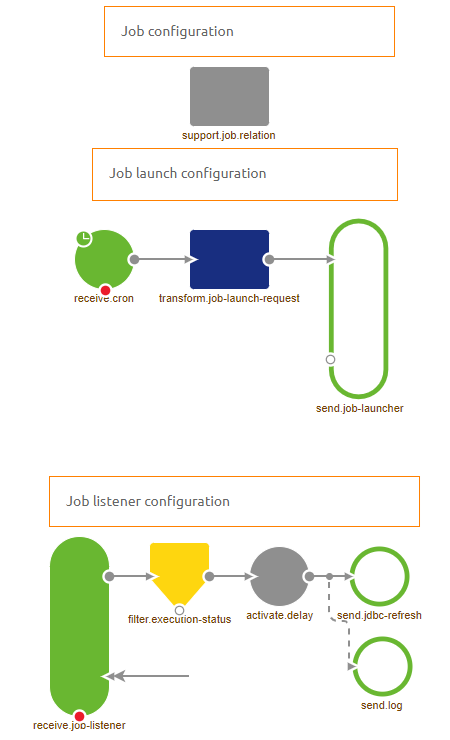 Job configuration
support.job.relation
Job launch configuration
receive.cron
transform.job-launch-request
send.job-launcher
Job listener configuration
filter.execution-status
activate.delay
send.jdbc-refresh
send.log
receive.job-listener